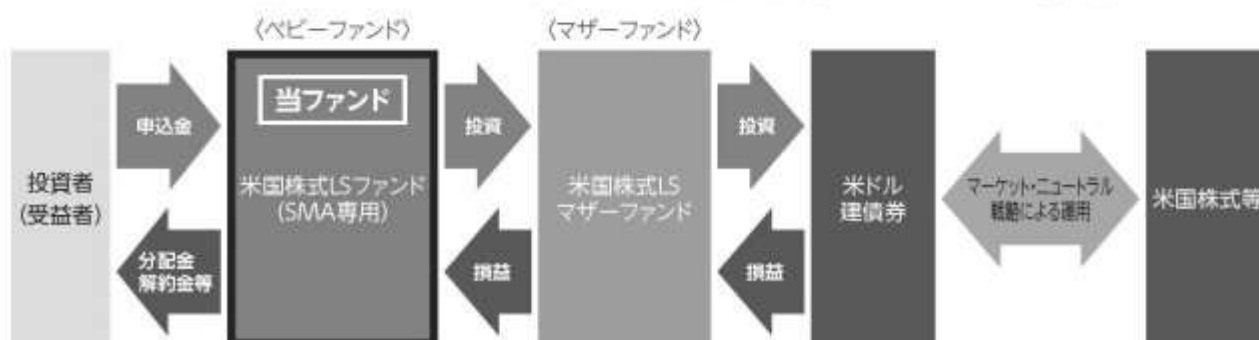 〈ベビーファンド〉
〈マザーファンド〉
投資者
(受益者)
申込金
分配金
解約金等
当ファンド
米国株式LSファンド
(SMA専用)
投資
損益
米国株式LS
マザーファンド
投資
損益
米ドル
建債券
マーケット・ニュートラル
戦略による運用
米国株式等